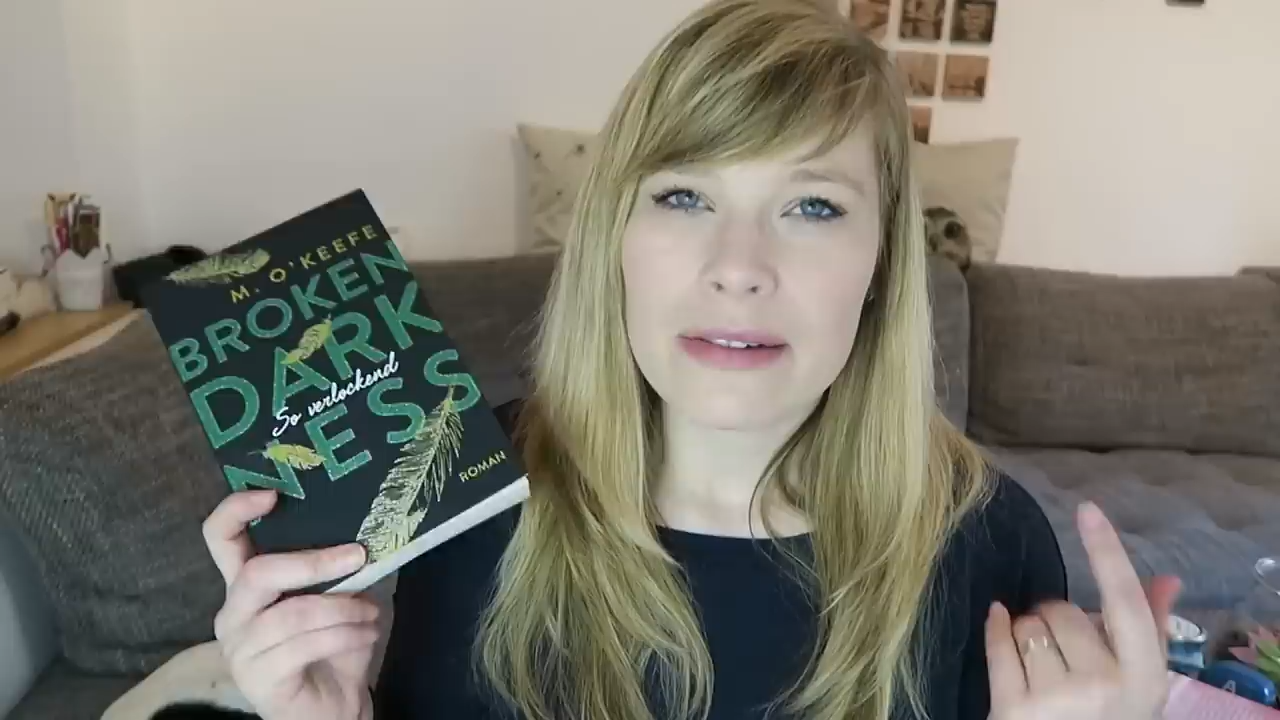 M. O'KEEFE
BROKEN
DARK
So verlockend
NESS
ROMAN